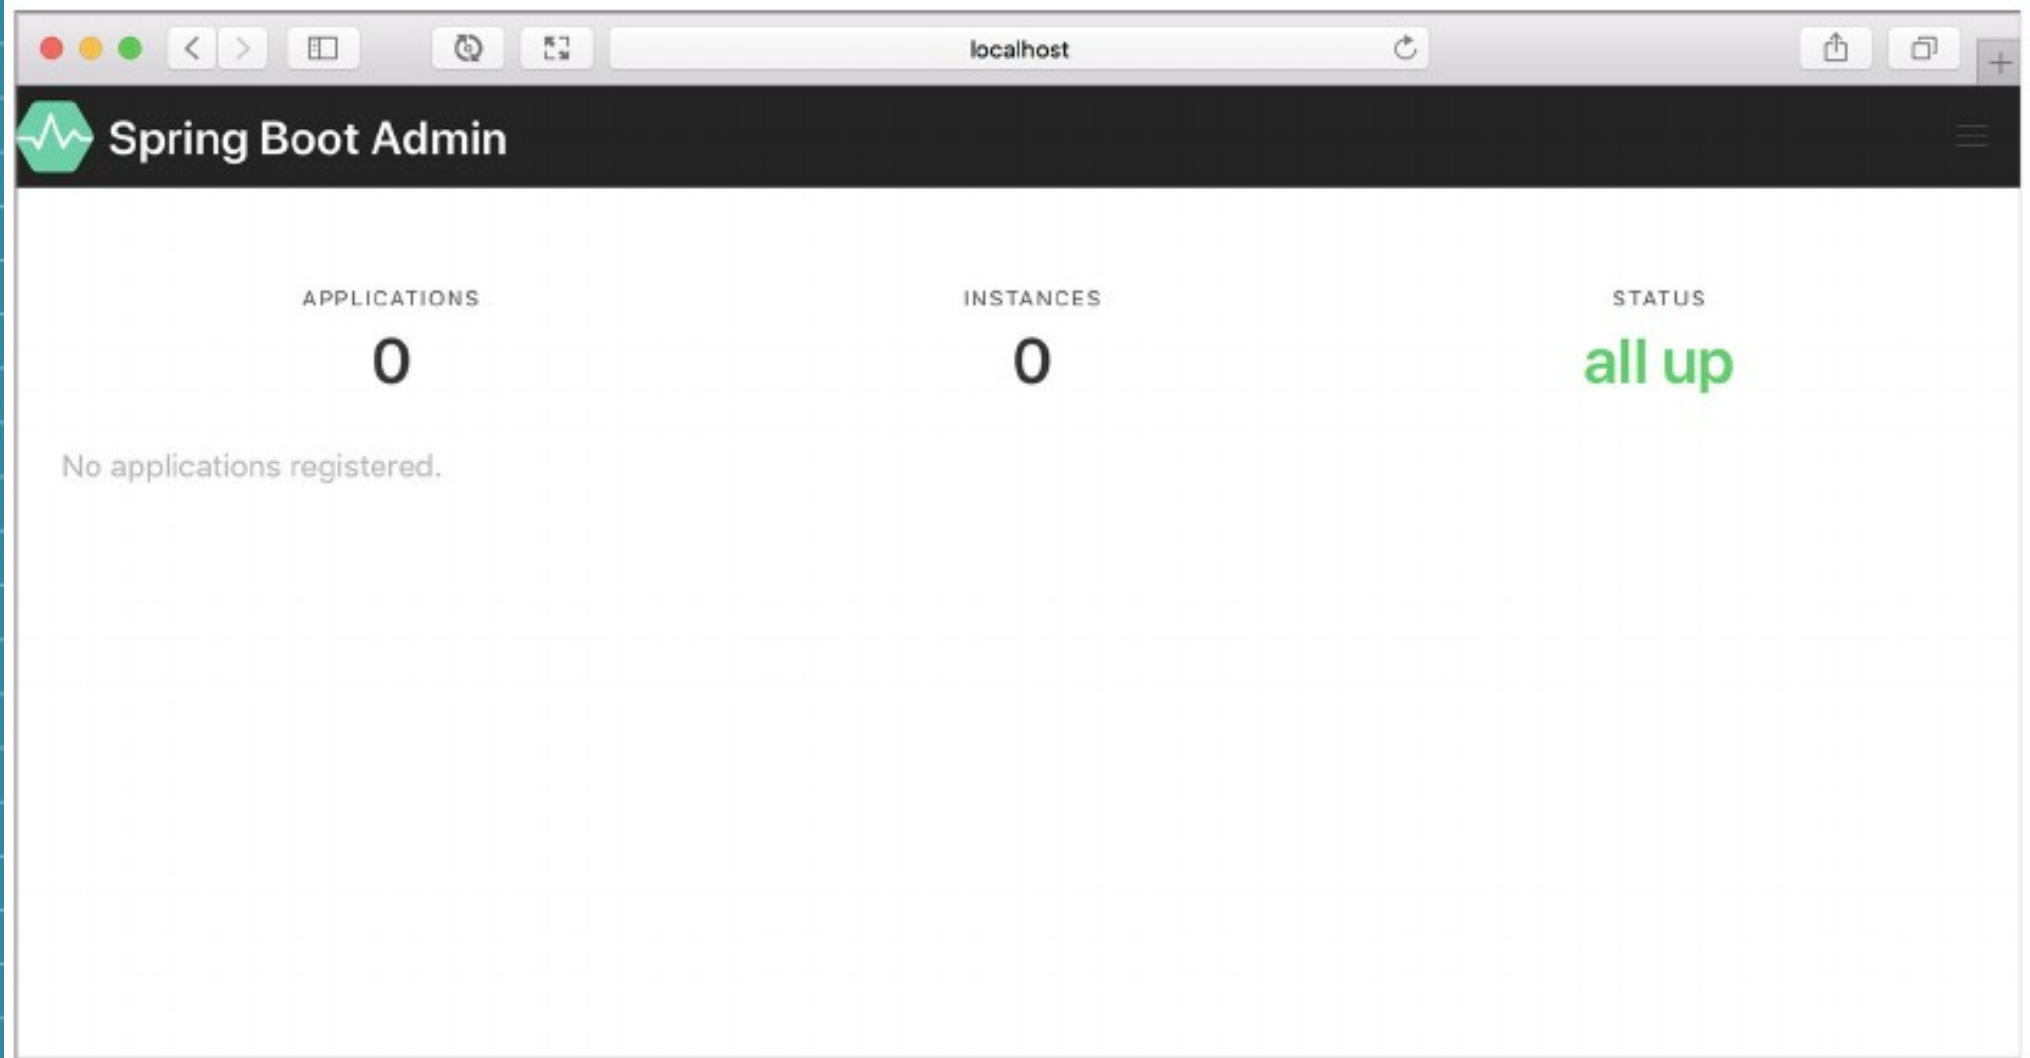 localhost
Spring Boot Admin
APPLICATIONS
0
INSTANCES
0
STATUS
all up
No applications registered.